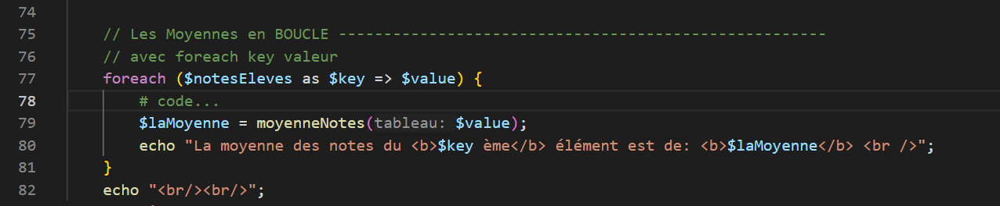 74
75 // Les Moyennes en BOUCLE ------------------------------------------------------
76 // avec foreach key valeur
77 foreach ($notesEleves as $key => $value) {
78 # code...
79 $laMoyenne = moyenneNotes(tableau: $value);
80 echo "La moyenne des notes du <b>$key ème</b> élément est de: <b>$laMoyenne</b> <br />";
81 }
82 echo "<br/><br/>";